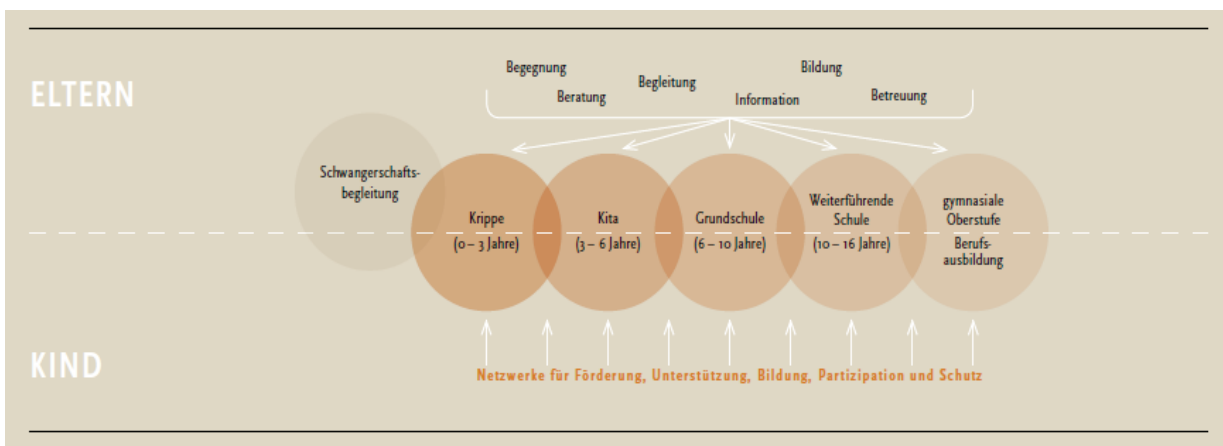 ELTERN
Begegnung
Beratung
Begleitung
Information
Bildung
Betreuung
Schwangerschafts-
begleitung
Krippe
(0 – 3 Jahre)
Kita
(3 – 6 Jahre)
Grundschule
(6 – 10 Jahre)
Weiterführende
Schule
(10 – 16 Jahre)
gymnasiale
Oberstufe
Berufs-
ausbildung
KIND
Netzwerke für Förderung, Unterstützung, Bildung, Partizipation und Schutz